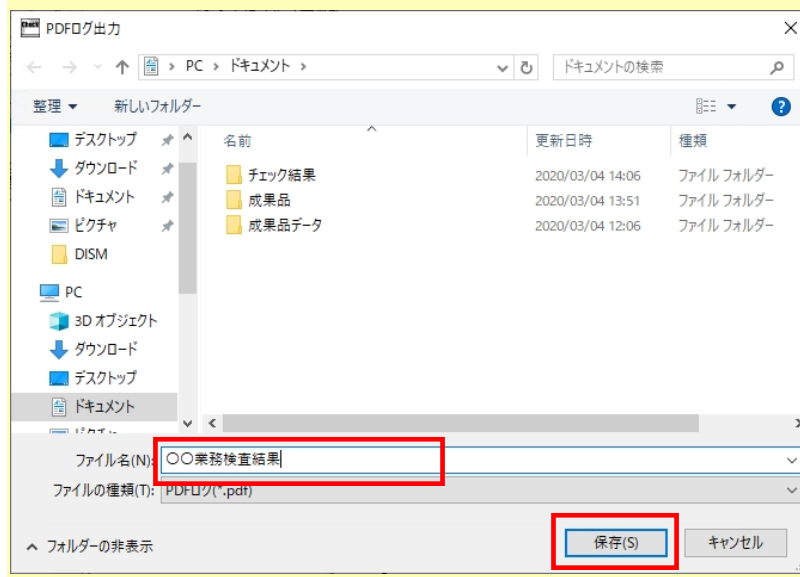 Check PDFログ出力
PC › ドキュメント ›
ドキュメントの検索
整理 新しいフォルダー
名前 更新日時 種類
デスクトップ
ダウンロード
ドキュメント
ピクチャ
DISM
PC
3D オブジェクト
ダウンロード
デスクトップ
ドキュメント
チェック結果 2020/03/04 14:06 ファイル フォルダー
成果品 2020/03/04 13:51 ファイル フォルダー
成果品データ 2020/03/04 12:06 ファイル フォルダー
ファイル名(N): 〇〇業務検査結果
ファイルの種類(T): PDFログ(*.pdf)
フォルダーの非表示
保存(S) キャンセル